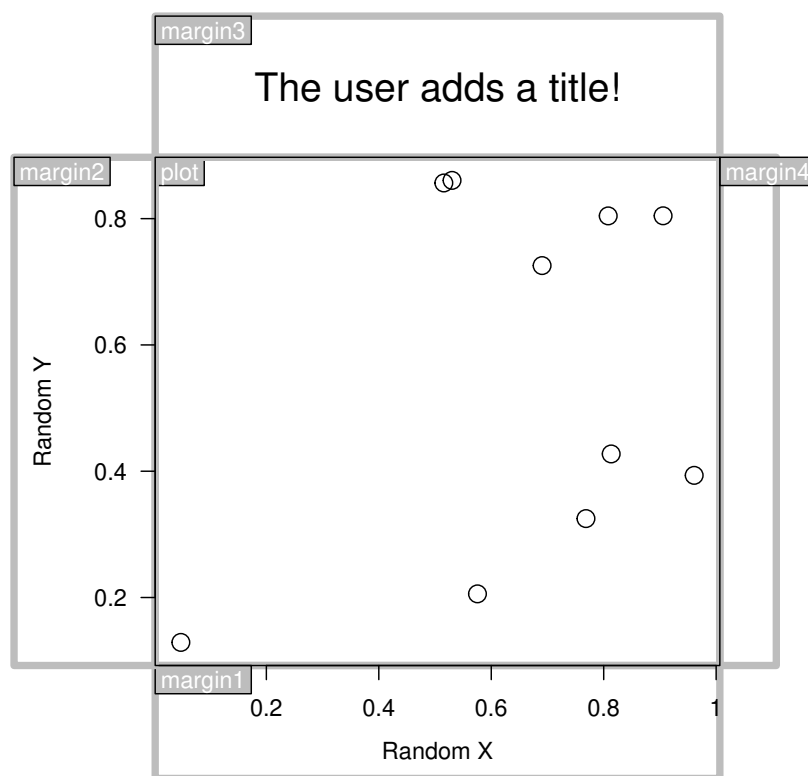 margin3
The user adds a title!
margin2
plot
margin4
0.8
0.6
Random Y
0.4
0.2
margin1
0.2 0.4 0.6 0.8 1
Random X